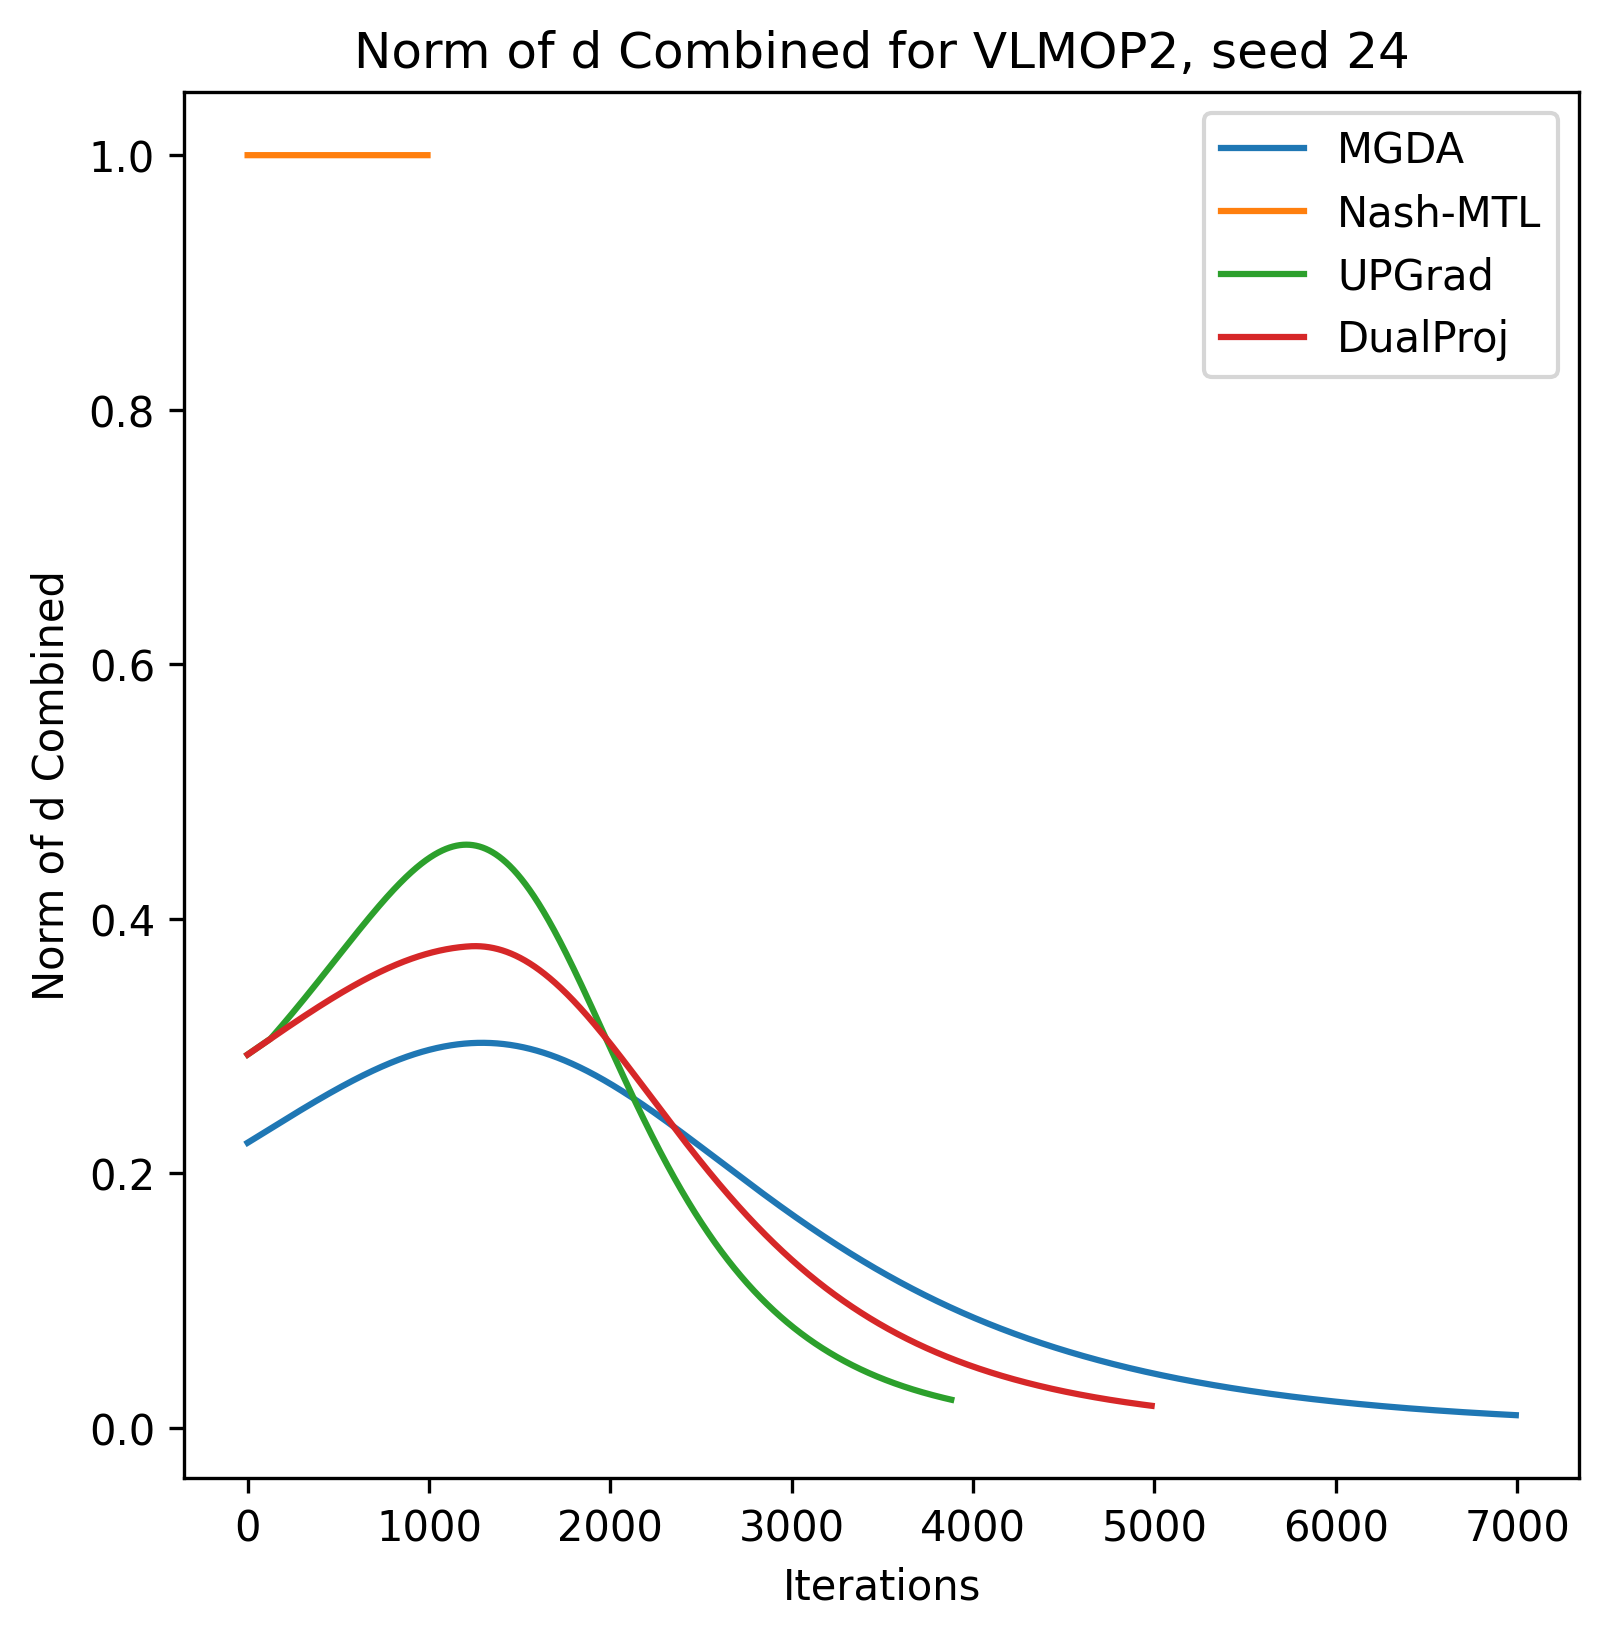 Norm of d Combined for VLMOP2, seed 24
MGDA
Nash-MTL
UPGrad
DualProj
Norm of d Combined
1.0
0.8
0.6
0.4
0.2
0.0
0 1000 2000 3000 4000 5000 6000 7000
Iterations